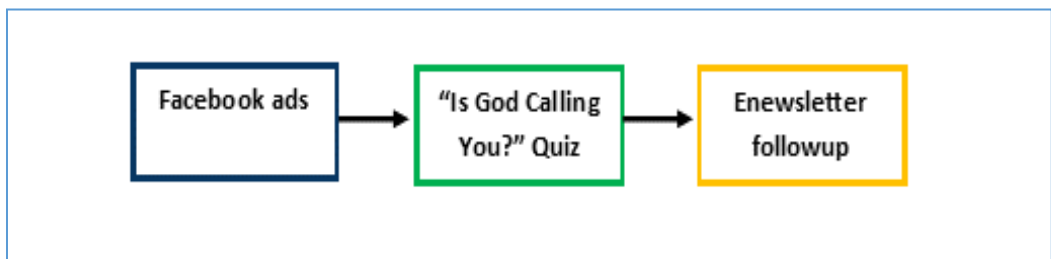 Facebook ads
“Is God Calling
You?” Quiz
Enewsletter
followup